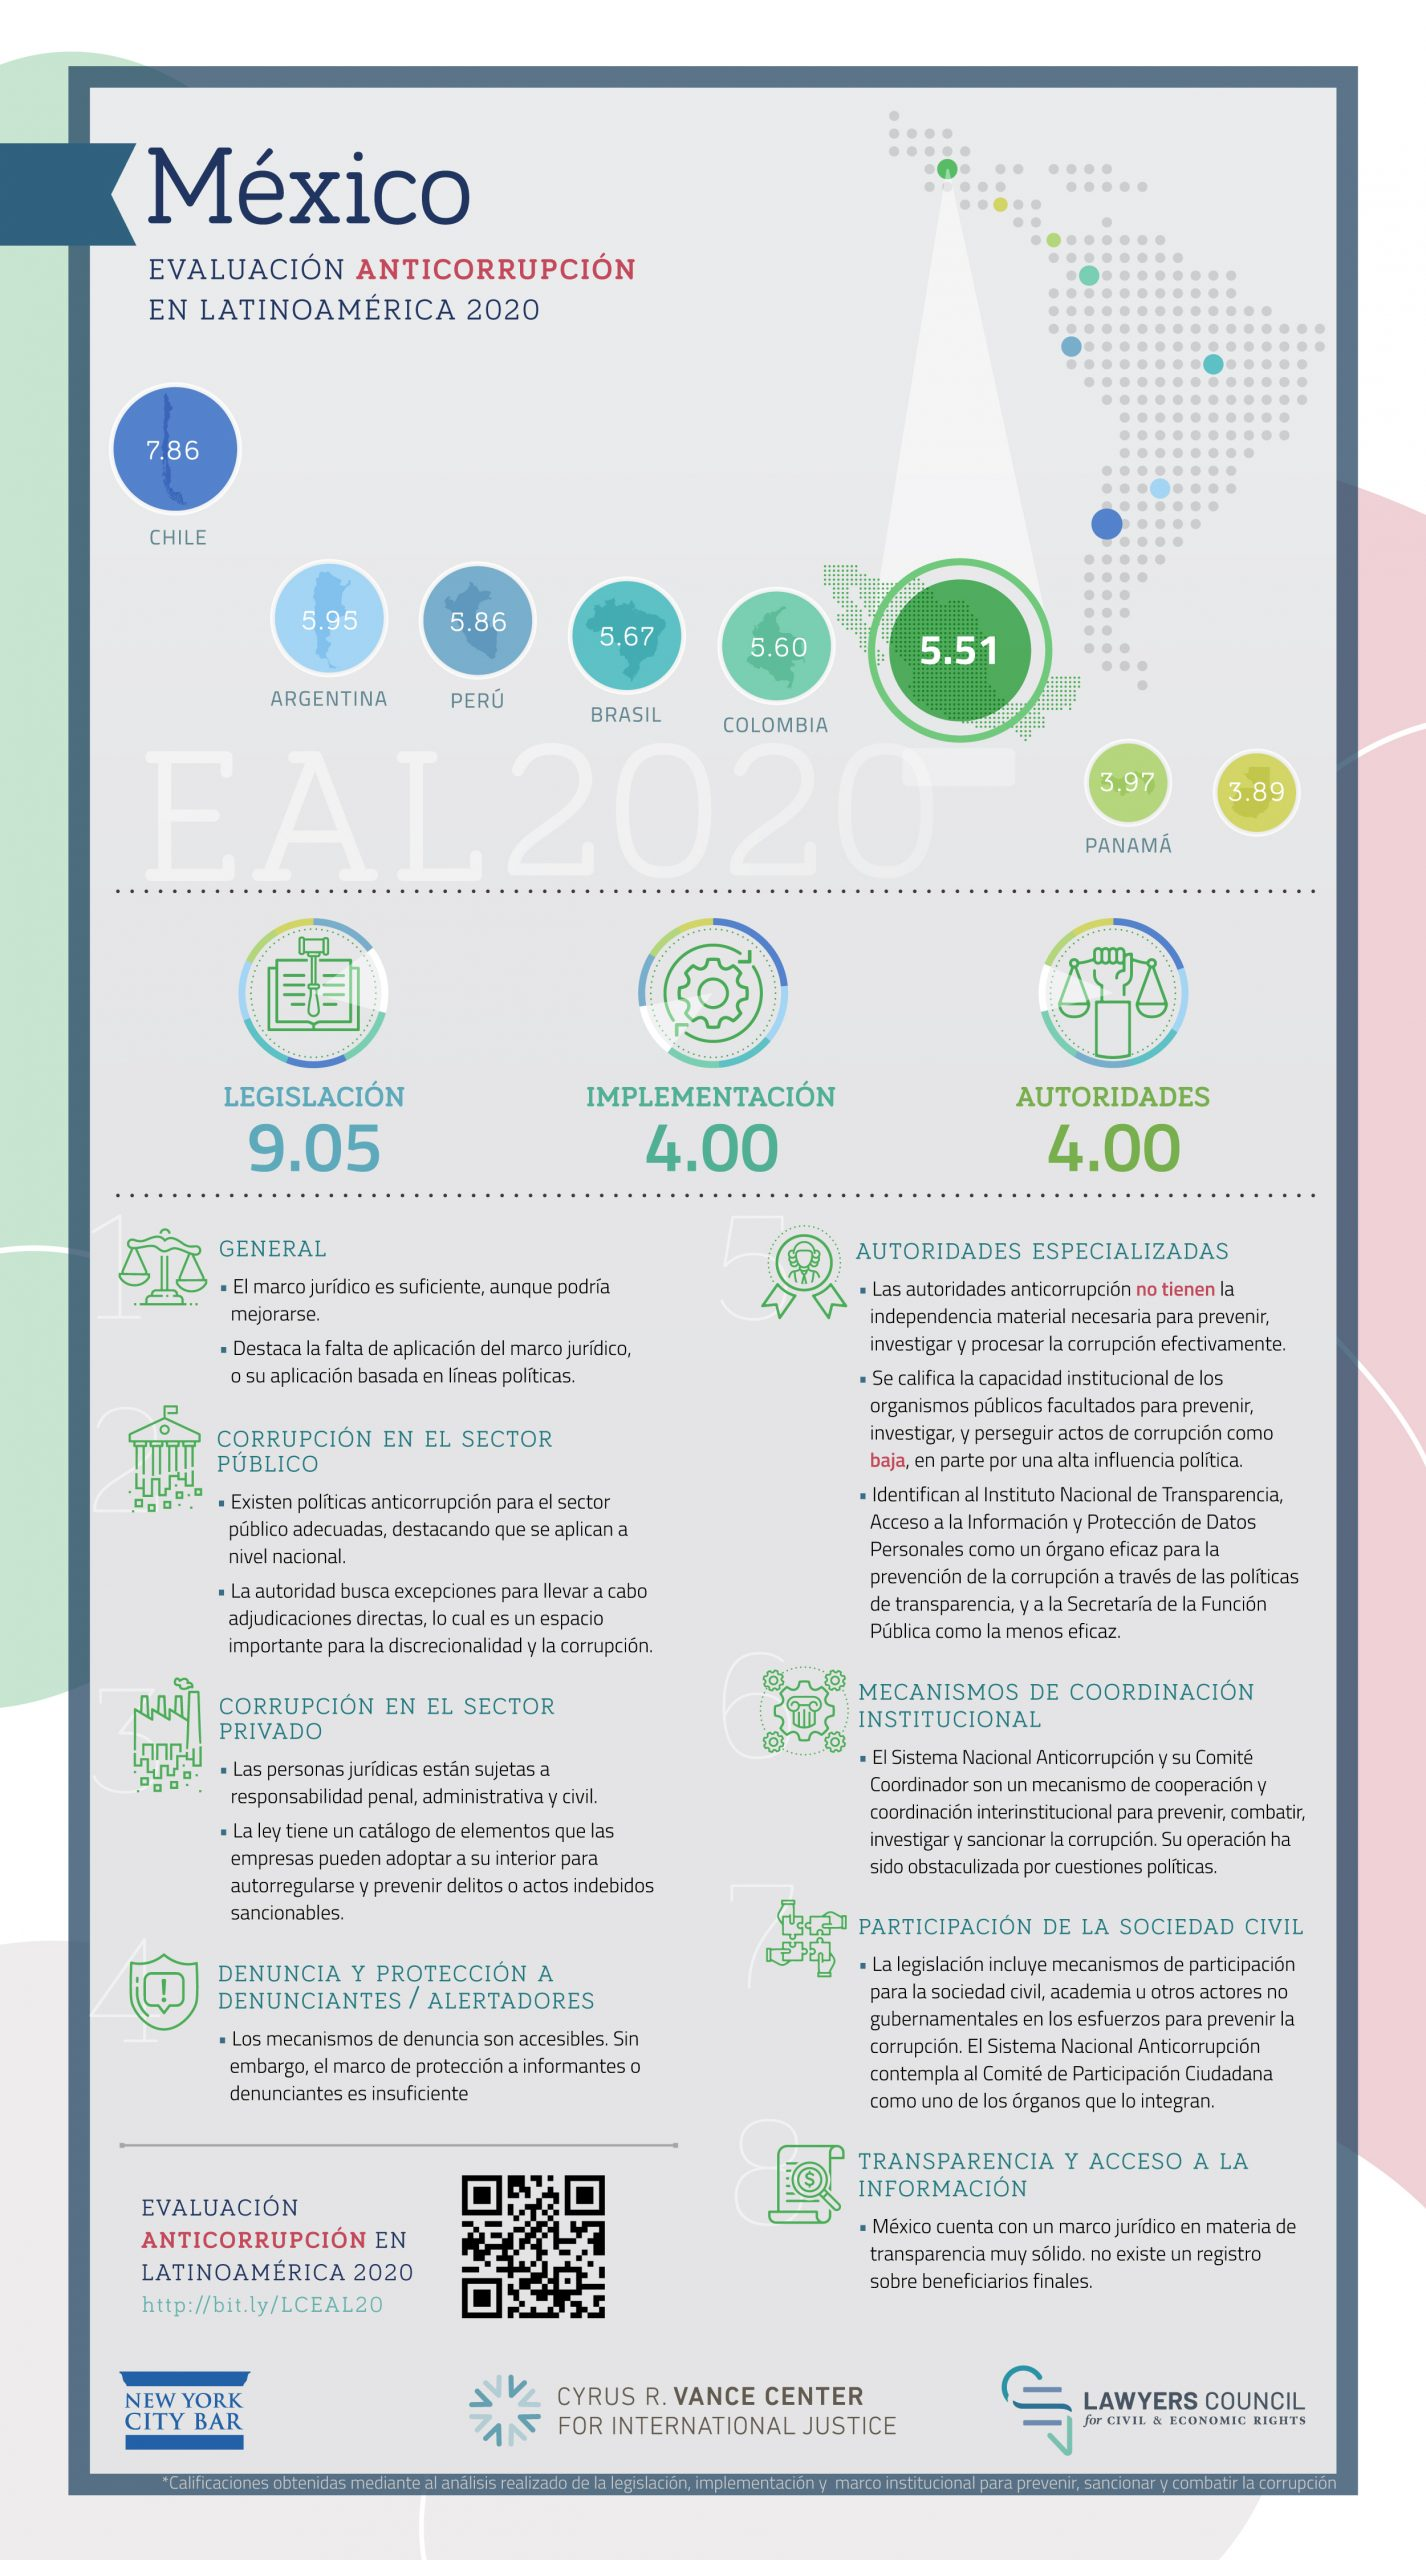 México
EVALUACIÓN ANTICORRUPCIÓN
EN LATINOAMÉRICA 2020
7.86
CHILE
5.95
ARGENTINA
5.86
PERÚ
5.67
BRASIL
5.60
COLOMBIA
5.51
3.97
PANAMÁ
3.89
EAL2020
LEGISLACIÓN
9.05
IMPLEMENTACIÓN
4.00
AUTORIDADES
4.00
1
GENERAL
▪ El marco jurídico es suficiente, aunque podría
mejorarse.
▪ Destaca la falta de aplicación del marco jurídico,
o su aplicación basada en líneas políticas.
2
CORRUPCIÓN EN EL SECTOR
PÚBLICO
▪ Existen políticas anticorrupción para el sector
público adecuadas, destacando que se aplican a
nivel nacional.
▪ La autoridad busca excepciones para llevar a cabo
adjudicaciones directas, lo cual es un espacio
importante para la discrecionalidad y la corrupción.
3
CORRUPCIÓN EN EL SECTOR
PRIVADO
▪ Las personas jurídicas están sujetas a
responsabilidad penal, administrativa y civil.
▪ La ley tiene un catálogo de elementos que las
empresas pueden adoptar a su interior para
autorregularse y prevenir delitos o actos indebidos
sancionables.
4
DENUNCIA Y PROTECCIÓN A
DENUNCIANTES / ALERTADORES
▪ Los mecanismos de denuncia son accesibles. Sin
embargo, el marco de protección a informantes o
denunciantes es insuficiente
5
AUTORIDADES ESPECIALIZADAS
▪ Las autoridades anticorrupción no tienen la
independencia material necesaria para prevenir,
investigar y procesar la corrupción efectivamente.
▪ Se califica la capacidad institucional de los
organismos públicos facultados para prevenir,
investigar, y perseguir actos de corrupción como
baja, en parte por una alta influencia política.
▪ Identifican al Instituto Nacional de Transparencia,
Acceso a la Información y Protección de Datos
Personales como un órgano eficaz para la
prevención de la corrupción a través de las políticas
de transparencia, y a la Secretaría de la Función
Pública como la menos eficaz.
6
MECANISMOS DE COORDINACIÓN
INSTITUCIONAL
▪ El Sistema Nacional Anticorrupción y su Comité
Coordinador son un mecanismo de cooperación y
coordinación interinstitucional para prevenir, combatir,
investigar y sancionar la corrupción. Su operación ha
sido obstaculizada por cuestiones políticas.
7
PARTICIPACIÓN DE LA SOCIEDAD CIVIL
▪ La legislación incluye mecanismos de participación
para la sociedad civil, academia u otros actores no
gubernamentales en los esfuerzos para prevenir la
corrupción. El Sistema Nacional Anticorrupción
contempla al Comité de Participación Ciudadana
como uno de los órganos que lo integran.
8
TRANSPARENCIA Y ACCESO A LA
INFORMACIÓN
▪ México cuenta con un marco jurídico en materia de
transparencia muy sólido. no existe un registro
sobre beneficiarios finales.
EVALUACIÓN
ANTICORRUPCIÓN EN
LATINOAMÉRICA 2020
http://bit.ly/LCEAL20
NEW YORK
CITY BAR
CYRUS R. VANCE CENTER
FOR INTERNATIONAL JUSTICE
LAWYERS COUNCIL
for CIVIL & ECONOMIC RIGHTS
*Calificaciones obtenidas mediante al análisis realizado de la legislación, implementación y marco institucional para prevenir, sancionar y combatir la corrupción